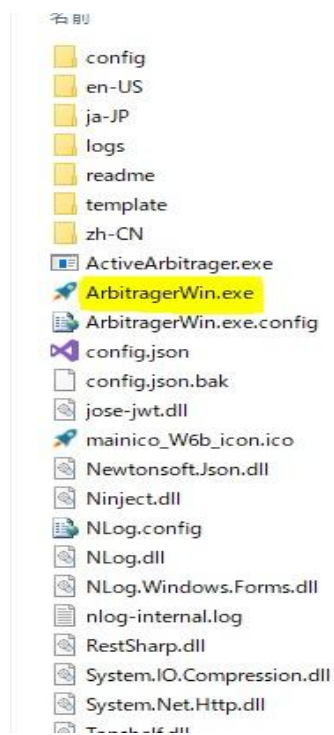 名前
config
en-US
ja-JP
logs
readme
template
zh-CN
ActiveArbitrager.exe
ArbitragerWin.exe
ArbitragerWin.exe.config
config.json
config.json.bak
jose-jwt.dll
mainico_W6b_icon.ico
Newtonsoft.Json.dll
Ninject.dll
NLog.config
NLog.dll
NLog.Windows.Forms.dll
nlog-internal.log
RestSharp.dll
System.IO.Compression.dll
System.Net.Http.dll
Topshelf.dll